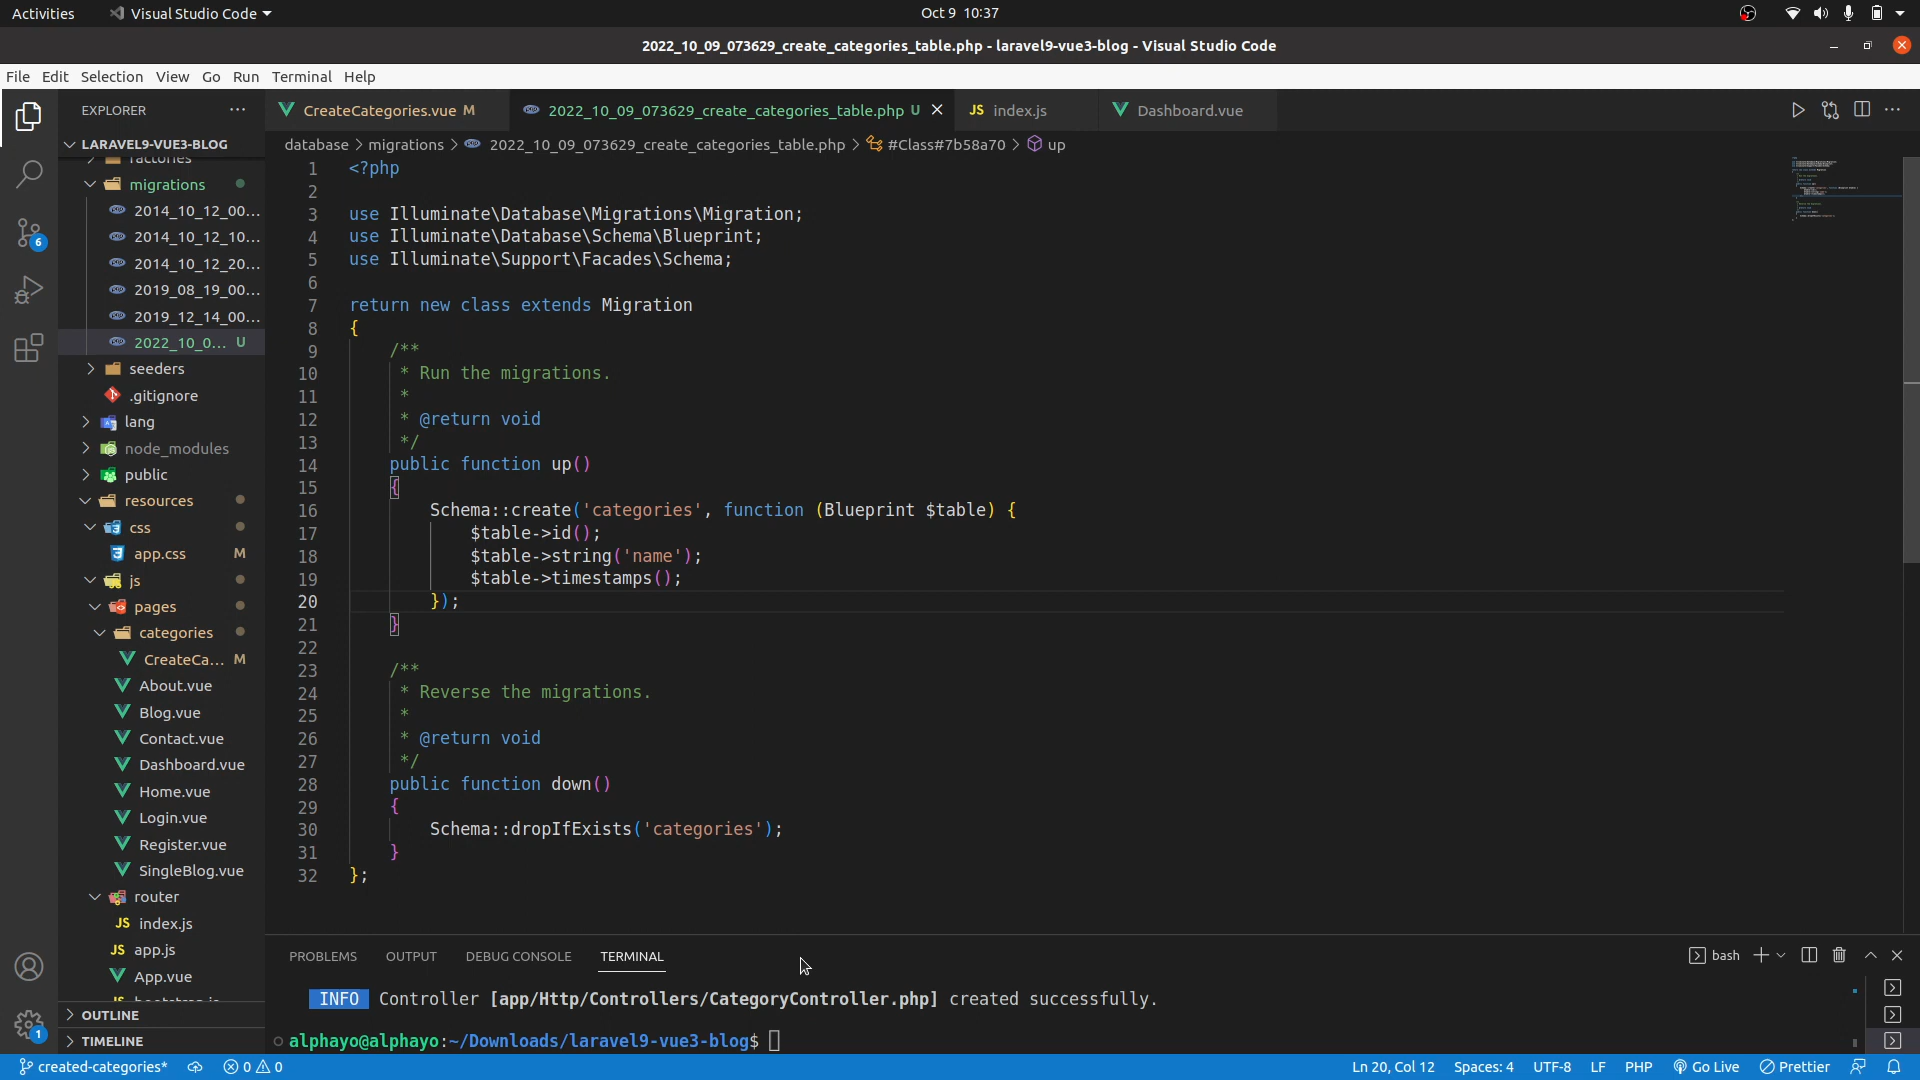 Activities
Visual Studio Code
Oct 9 10:37
2022_10_09_073629_create_categories_table.php - laravel9-vue3-blog - Visual Studio Code
File Edit Selection View Go Run Terminal Help
EXPLORER
CreateCategories.vue M
2022_10_09_073629_create_categories_table.php U
JS index.js
Dashboard.vue
LARAVEL9-VUE3-BLOG
database > migrations > 2022_10_09_073629_create_categories_table.php > #Class#7b58a70 > up
factories
migrations
2014_10_12_00...
2014_10_12_10...
2014_10_12_20...
2019_08_19_00...
2019_12_14_00...
2022_10_0... U
seeders
.gitignore
lang
node_modules
public
resources
css
app.css M
js
pages
categories
CreateCa... M
About.vue
Blog.vue
Contact.vue
Dashboard.vue
Home.vue
Login.vue
Register.vue
SingleBlog.vue
router
JS index.js
JS app.js
App.vue
OUTLINE
TIMELINE
6
1
1 <?php
2
3 use Illuminate\Database\Migrations\Migration;
4 use Illuminate\Database\Schema\Blueprint;
5 use Illuminate\Support\Facades\Schema;
6
7 return new class extends Migration
8 {
9 /**
10 * Run the migrations.
11 *
12 * @return void
13 */
14 public function up()
15 {
16 Schema::create('categories', function (Blueprint $table) {
17 $table->id();
18 $table->string('name');
19 $table->timestamps();
20 });
21 }
22
23 /**
24 * Reverse the migrations.
25 *
26 * @return void
27 */
28 public function down()
29 {
30 Schema::dropIfExists('categories');
31 }
32 };
PROBLEMS OUTPUT DEBUG CONSOLE TERMINAL
bash
INFO Controller [app/Http/Controllers/CategoryController.php] created successfully.
alphayo@alphayo:~/Downloads/laravel9-vue3-blog$
created-categories* 0 0
Ln 20, Col 12 Spaces: 4 UTF-8 LF PHP Go Live Prettier